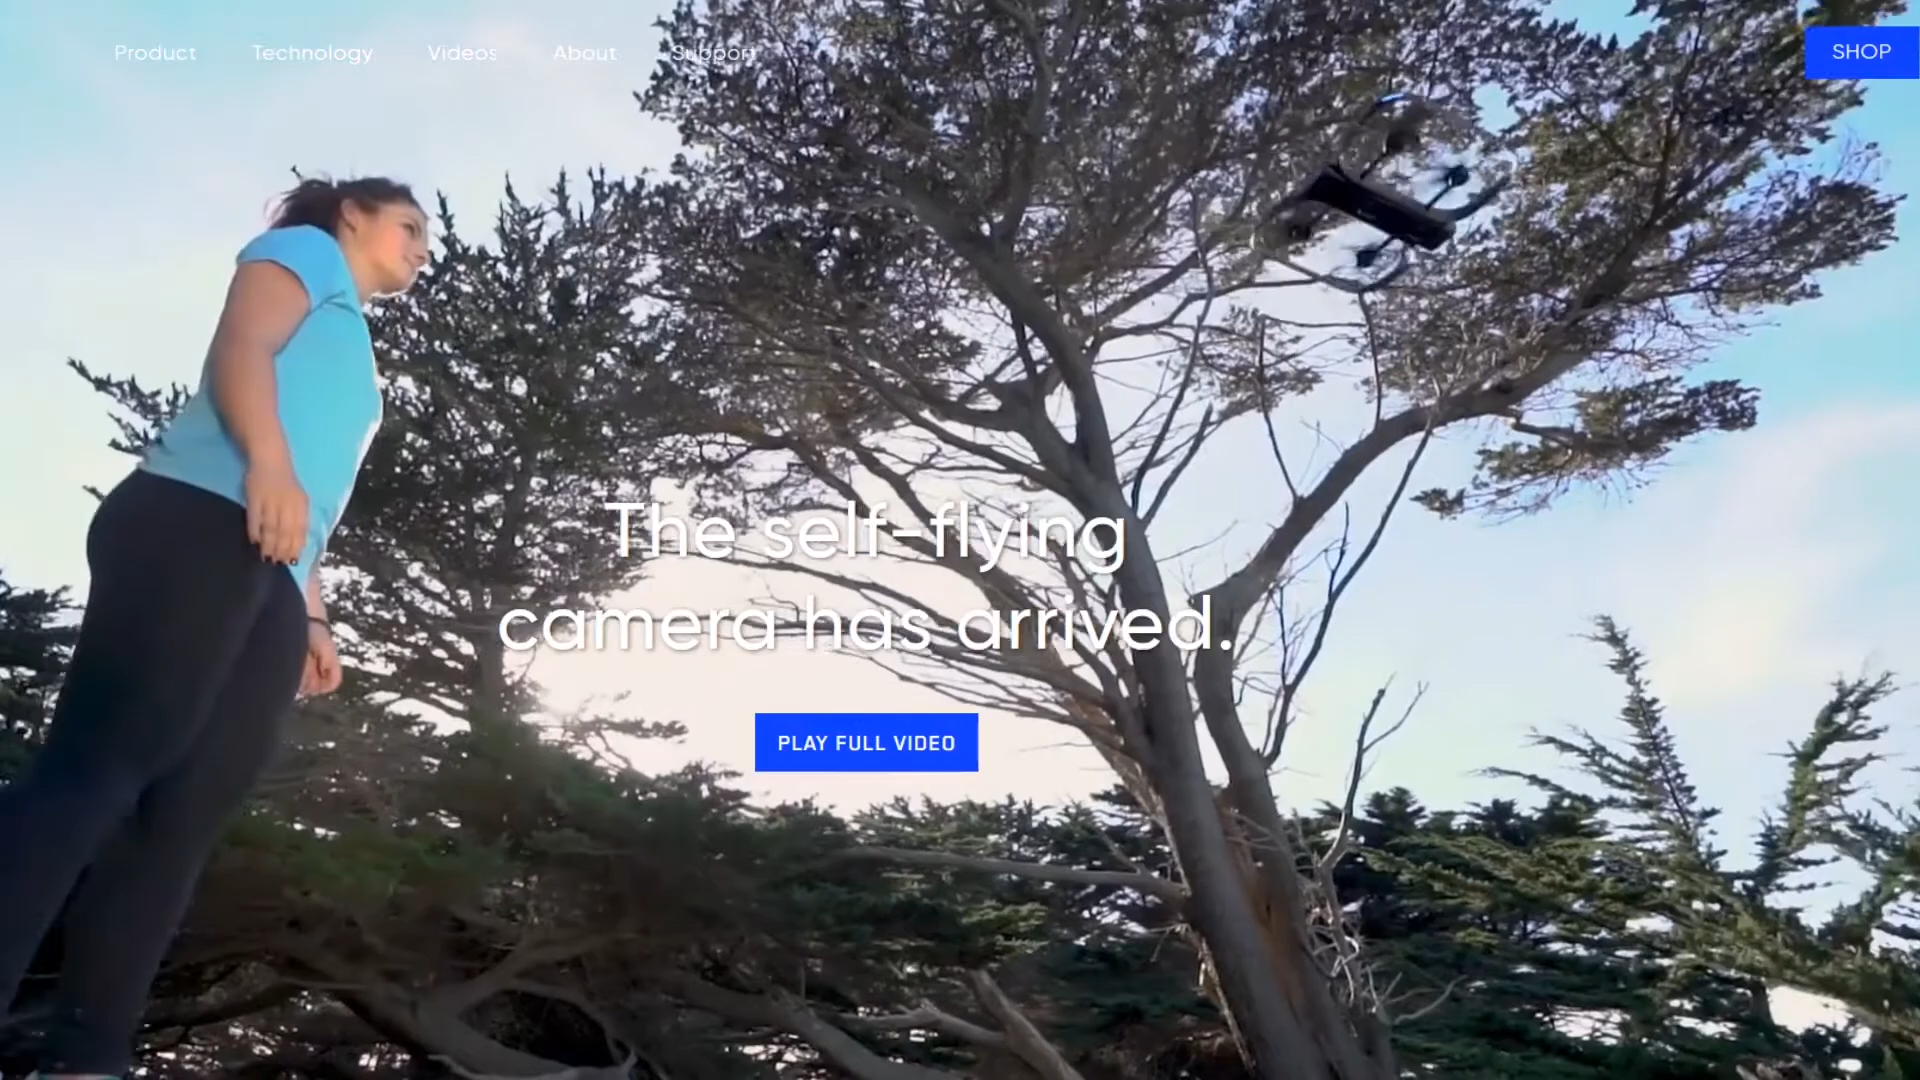 Product Technology Videos About Support
SHOP
The self-flying
camera has arrived.
PLAY FULL VIDEO